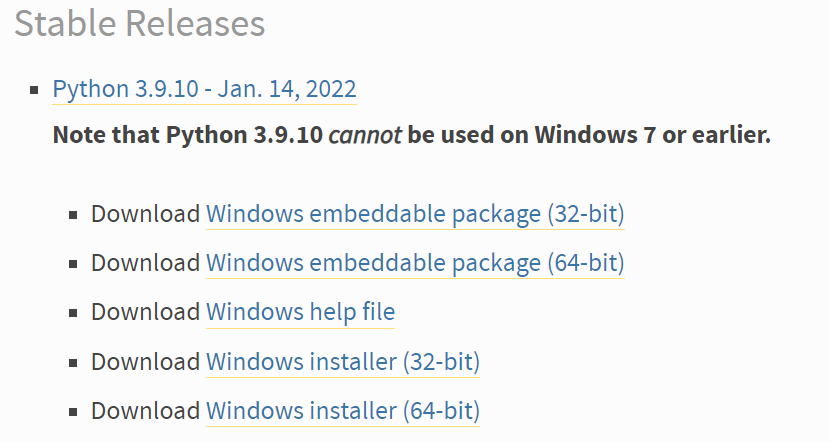 Stable Releases
Python 3.9.10 - Jan. 14, 2022
Note that Python 3.9.10 cannot be used on Windows 7 or earlier.
Download Windows embeddable package (32-bit)
Download Windows embeddable package (64-bit)
Download Windows help file
Download Windows installer (32-bit)
Download Windows installer (64-bit)